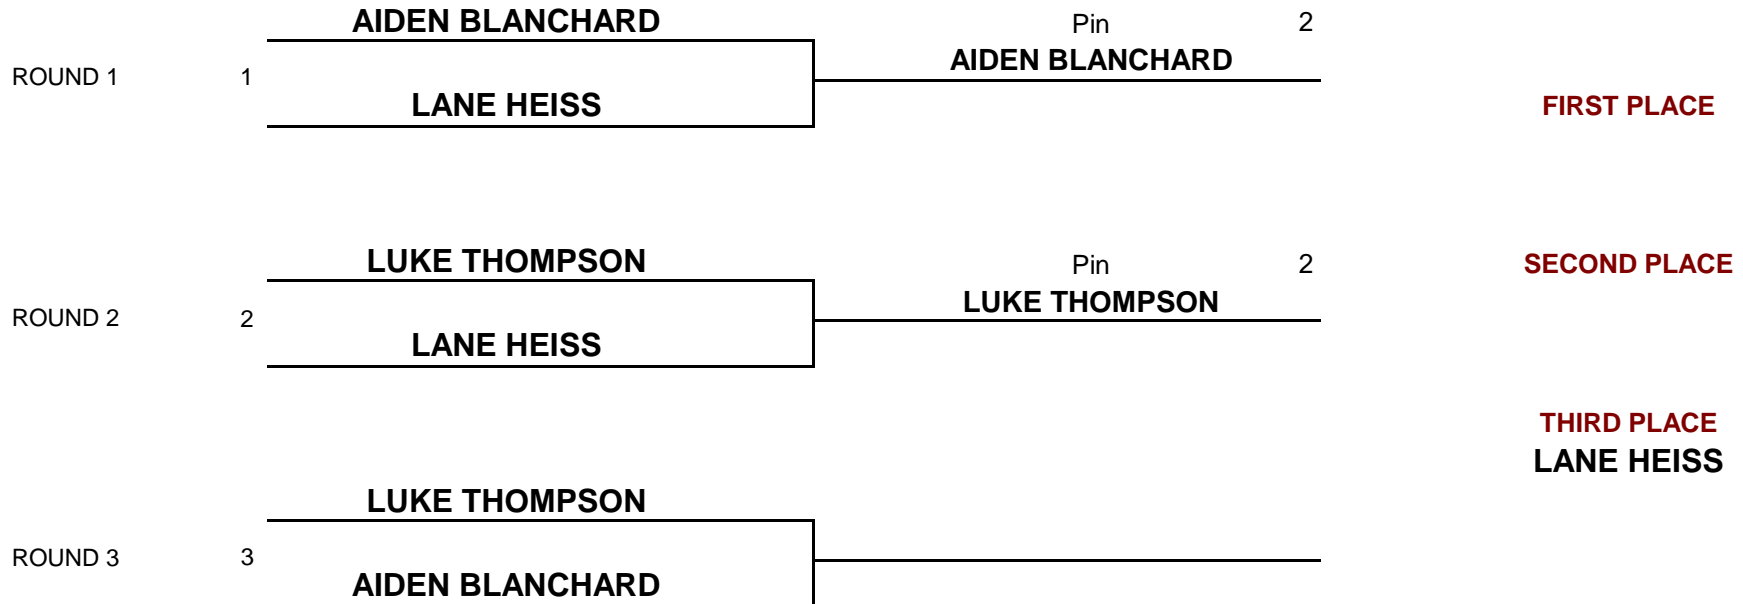 AIDEN BLANCHARD
Pin 2
AIDEN BLANCHARD
ROUND 1 1
LANE HEISS
FIRST PLACE
LUKE THOMPSON
Pin 2
SECOND PLACE
LUKE THOMPSON
ROUND 2 2
LANE HEISS
THIRD PLACE
LANE HEISS
LUKE THOMPSON
ROUND 3 3
AIDEN BLANCHARD